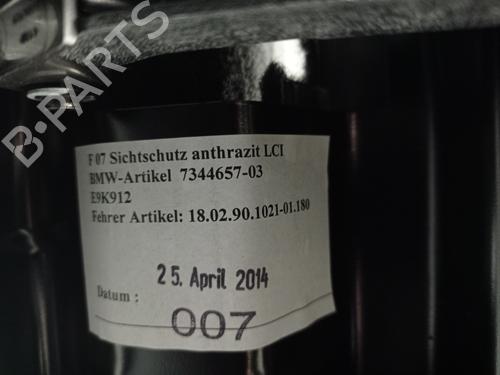 F 07 Sichtschutz anthrazit LCI
BMW-Artikel 7344657-03
E9K912
Fehrer Artikel: 18.02.90.1021-01.180
25. April 2014
Datum :
007
B-PARTS